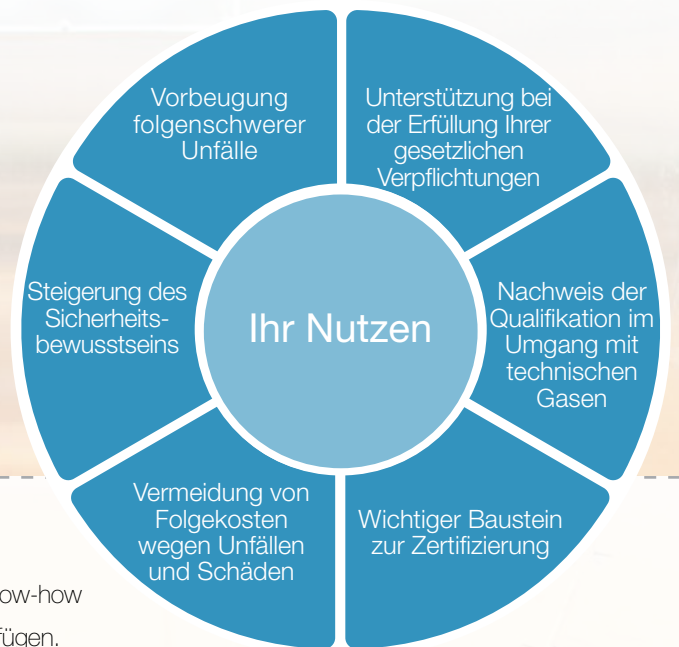 Vorbeugung
folgenschwerer
Unfälle
Unterstützung bei
der Erfüllung Ihrer
gesetzlichen
Verpflichtungen
Steigerung des
Sicherheits-
bewusstseins
Ihr Nutzen
Nachweis der
Qualifikation im
Umgang mit
technischen
Gasen
Vermeidung von
Folgekosten
wegen Unfällen
und Schäden
Wichtiger Baustein
zur Zertifizierung
ow-how
fügen.